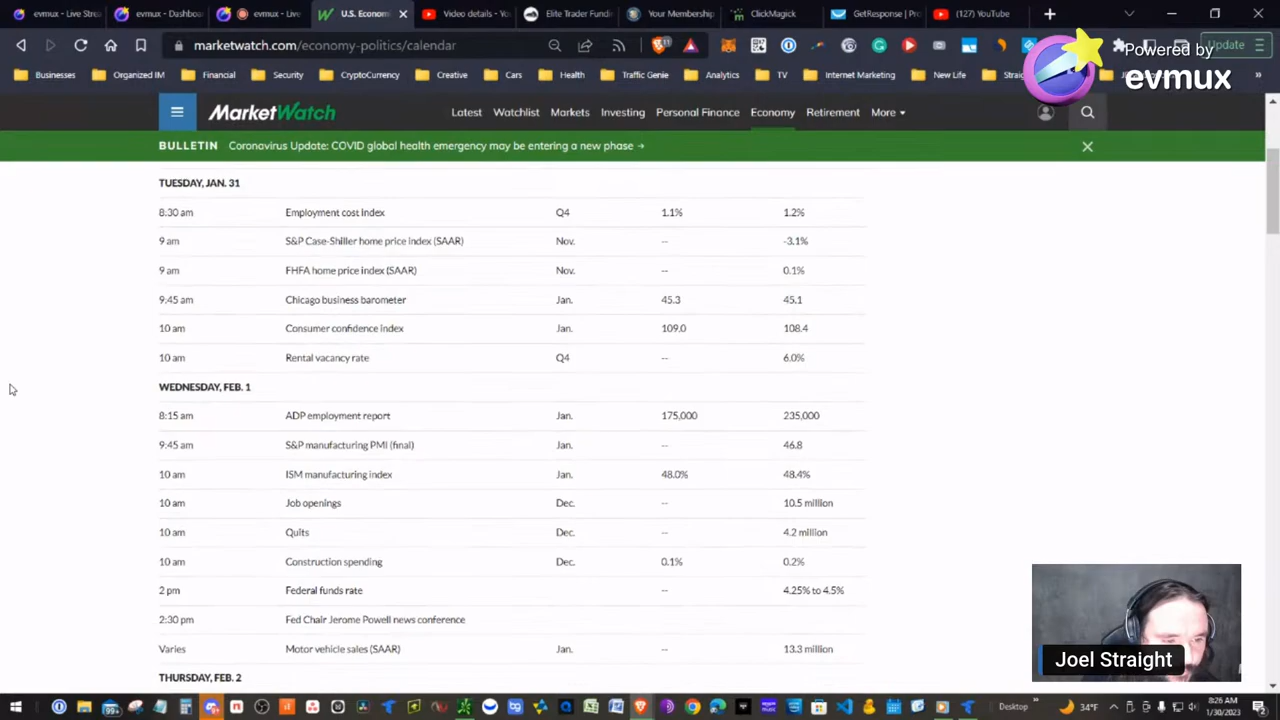 evmux - Live Stre
evmux - Dashboa
evmux - Live
U.S. Econom
Video details - Yo
Elite Trader Fund
Your Membership
ClickMagick
GetResponse | Pro
(127) YouTube
marketwatch.com/economy-politics/calendar
Update
Powered by
evmux
Businesses
Organized IM
Financial
Security
CryptoCurrency
Creative
Cars
Health
Traffic Genie
Analytics
TV
Internet Marketing
New Life
MarketWatch
Latest Watchlist Markets Investing Personal Finance Economy Retirement More
BULLETIN Coronavirus Update: COVID global health emergency may be entering a new phase →
TUESDAY, JAN. 31
8:30 am Employment cost index Q4 1.1% 1.2%
9 am S&P Case-Shiller home price index (SAAR) Nov. -- -3.1%
9 am FHFA home price index (SAAR) Nov. -- 0.1%
9:45 am Chicago business barometer Jan. 45.3 45.1
10 am Consumer confidence index Jan. 109.0 108.4
10 am Rental vacancy rate Q4 -- 6.0%
WEDNESDAY, FEB. 1
8:15 am ADP employment report Jan. 175,000 235,000
9:45 am S&P manufacturing PMI (final) Jan. -- 46.8
10 am ISM manufacturing index Jan. 48.0% 48.4%
10 am Job openings Dec. -- 10.5 million
10 am Quits Dec. -- 4.2 million
10 am Construction spending Dec. 0.1% 0.2%
2 pm Federal funds rate -- 4.25% to 4.5%
2:30 pm Fed Chair Jerome Powell news conference
Varies Motor vehicle sales (SAAR) Jan. -- 13.3 million
THURSDAY, FEB. 2
Joel Straight
Desktop
34°F
8:26 AM
1/30/2023